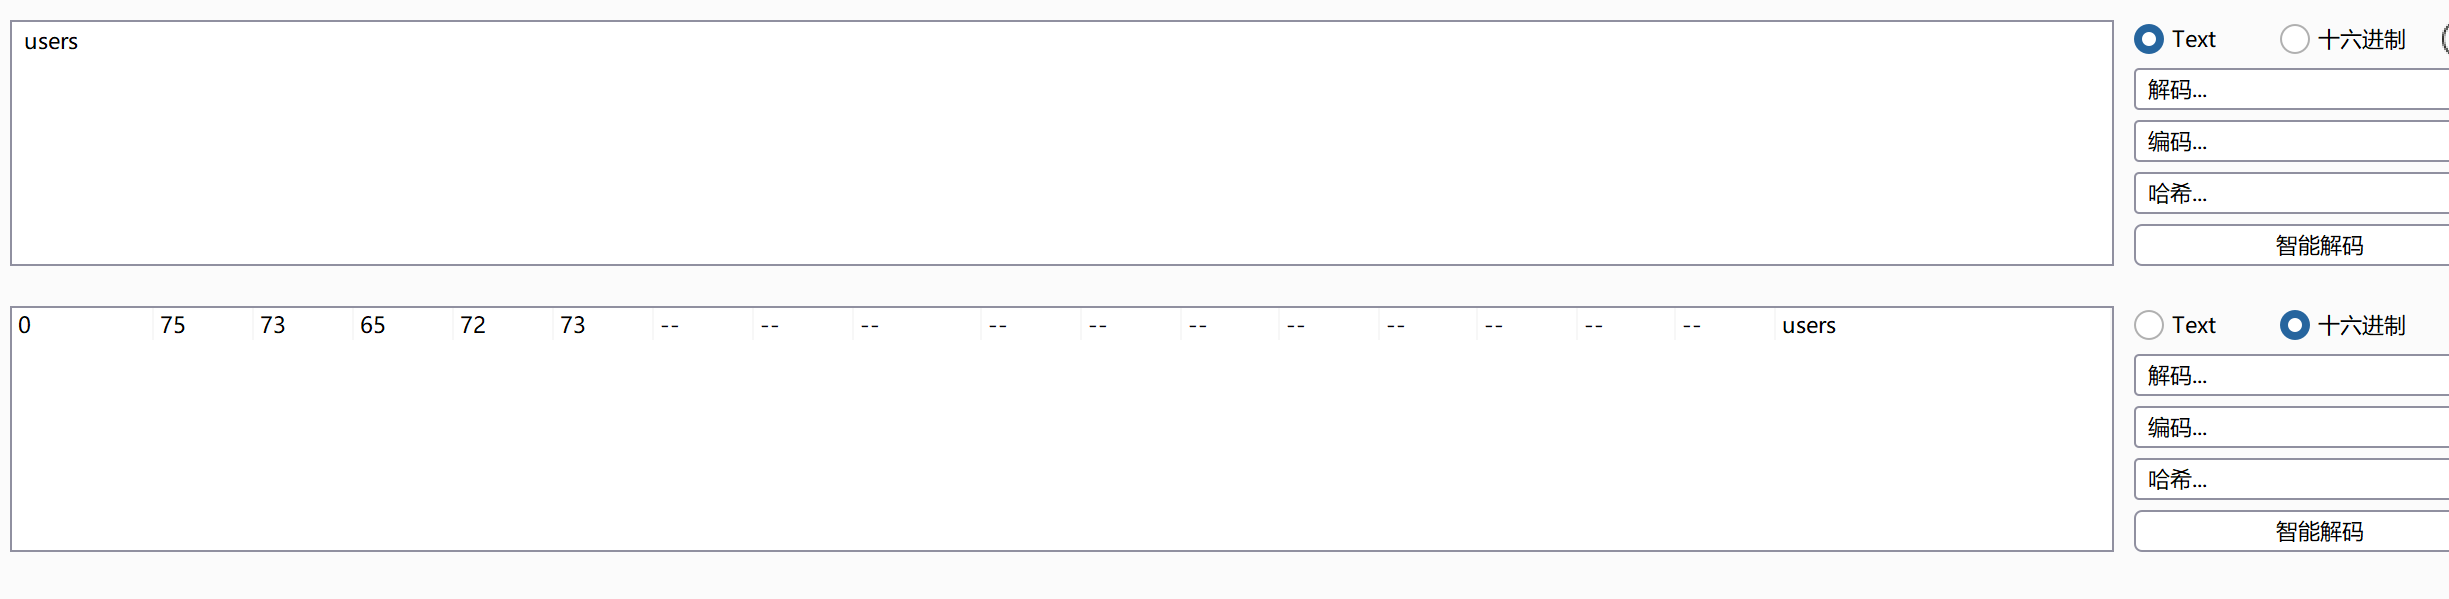 users
Text 十六进制
解码...
编码...
哈希...
智能解码
0 75 73 65 72 73 -- -- -- -- -- -- -- -- -- -- -- users
Text 十六进制
解码...
编码...
哈希...
智能解码